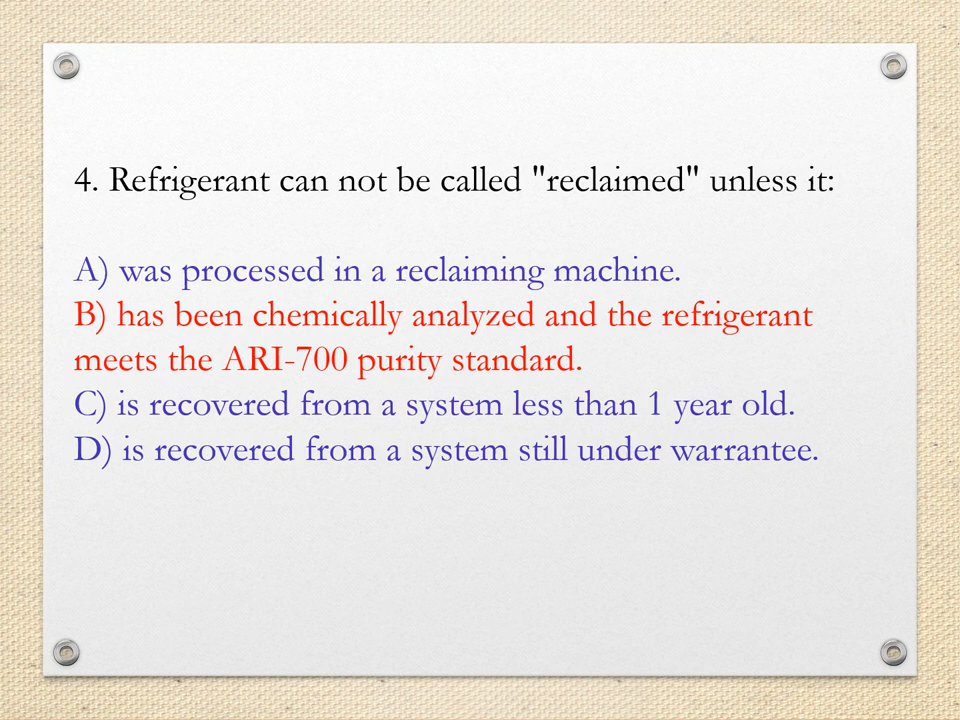 4. Refrigerant can not be called "reclaimed" unless it:
A) was processed in a reclaiming machine.
B) has been chemically analyzed and the refrigerant
meets the ARI-700 purity standard.
C) is recovered from a system less than 1 year old.
D) is recovered from a system still under warrantee.